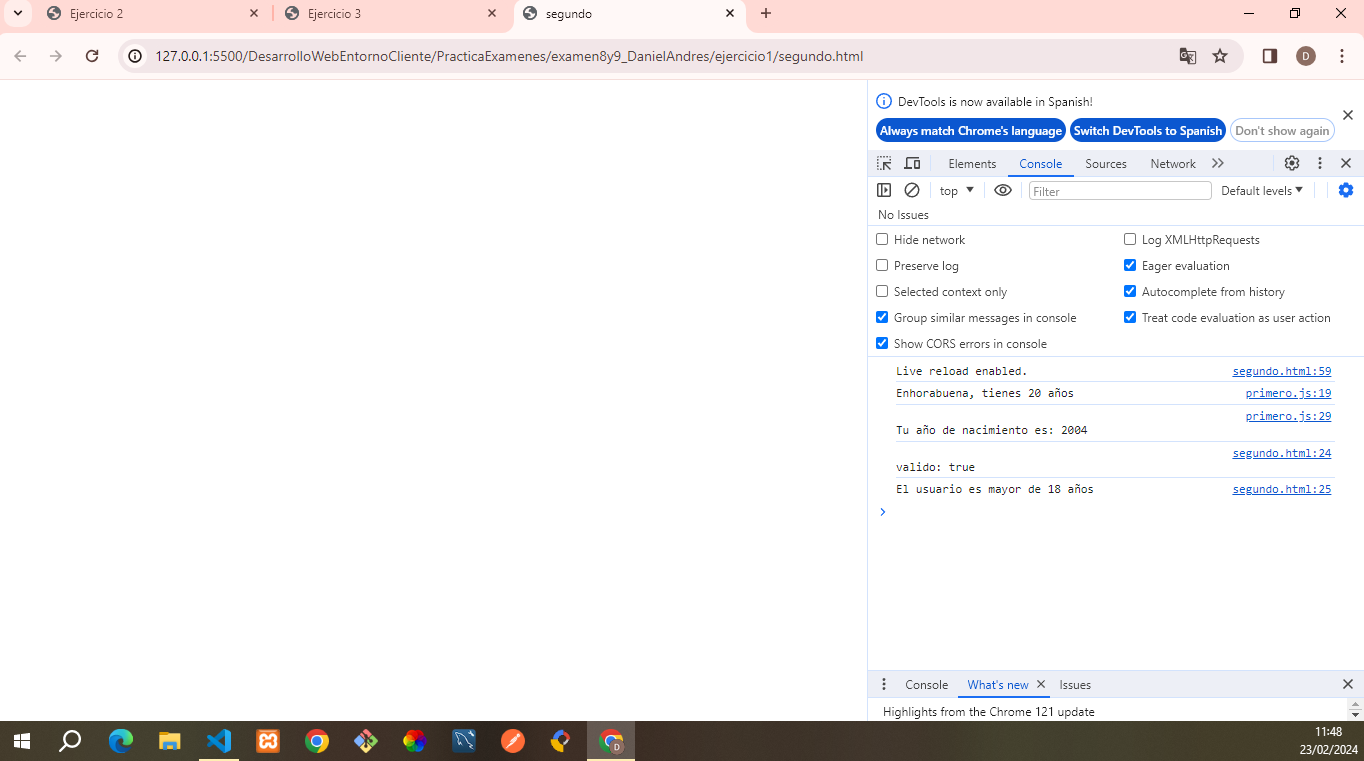 Ejercicio 2
Ejercicio 3
segundo
127.0.0.1:5500/DesarrolloWebEntornoCliente/PracticaExamenes/examen8y9_DanielAndres/ejercicio1/segundo.html
D
DevTools is now available in Spanish!
Always match Chrome's language
Switch DevTools to Spanish
Don't show again
Elements
Console
Sources
Network
top
Filter
Default levels
No Issues
Hide network
Log XMLHttpRequests
Preserve log
Eager evaluation
Selected context only
Autocomplete from history
Group similar messages in console
Treat code evaluation as user action
Show CORS errors in console
Live reload enabled. segundo.html:59
Enhorabuena, tienes 20 años primero.js:19
primero.js:29
Tu año de nacimiento es: 2004
segundo.html:24
valido: true
El usuario es mayor de 18 años segundo.html:25
Console
What's new
Issues
Highlights from the Chrome 121 update
D
11:48
23/02/2024